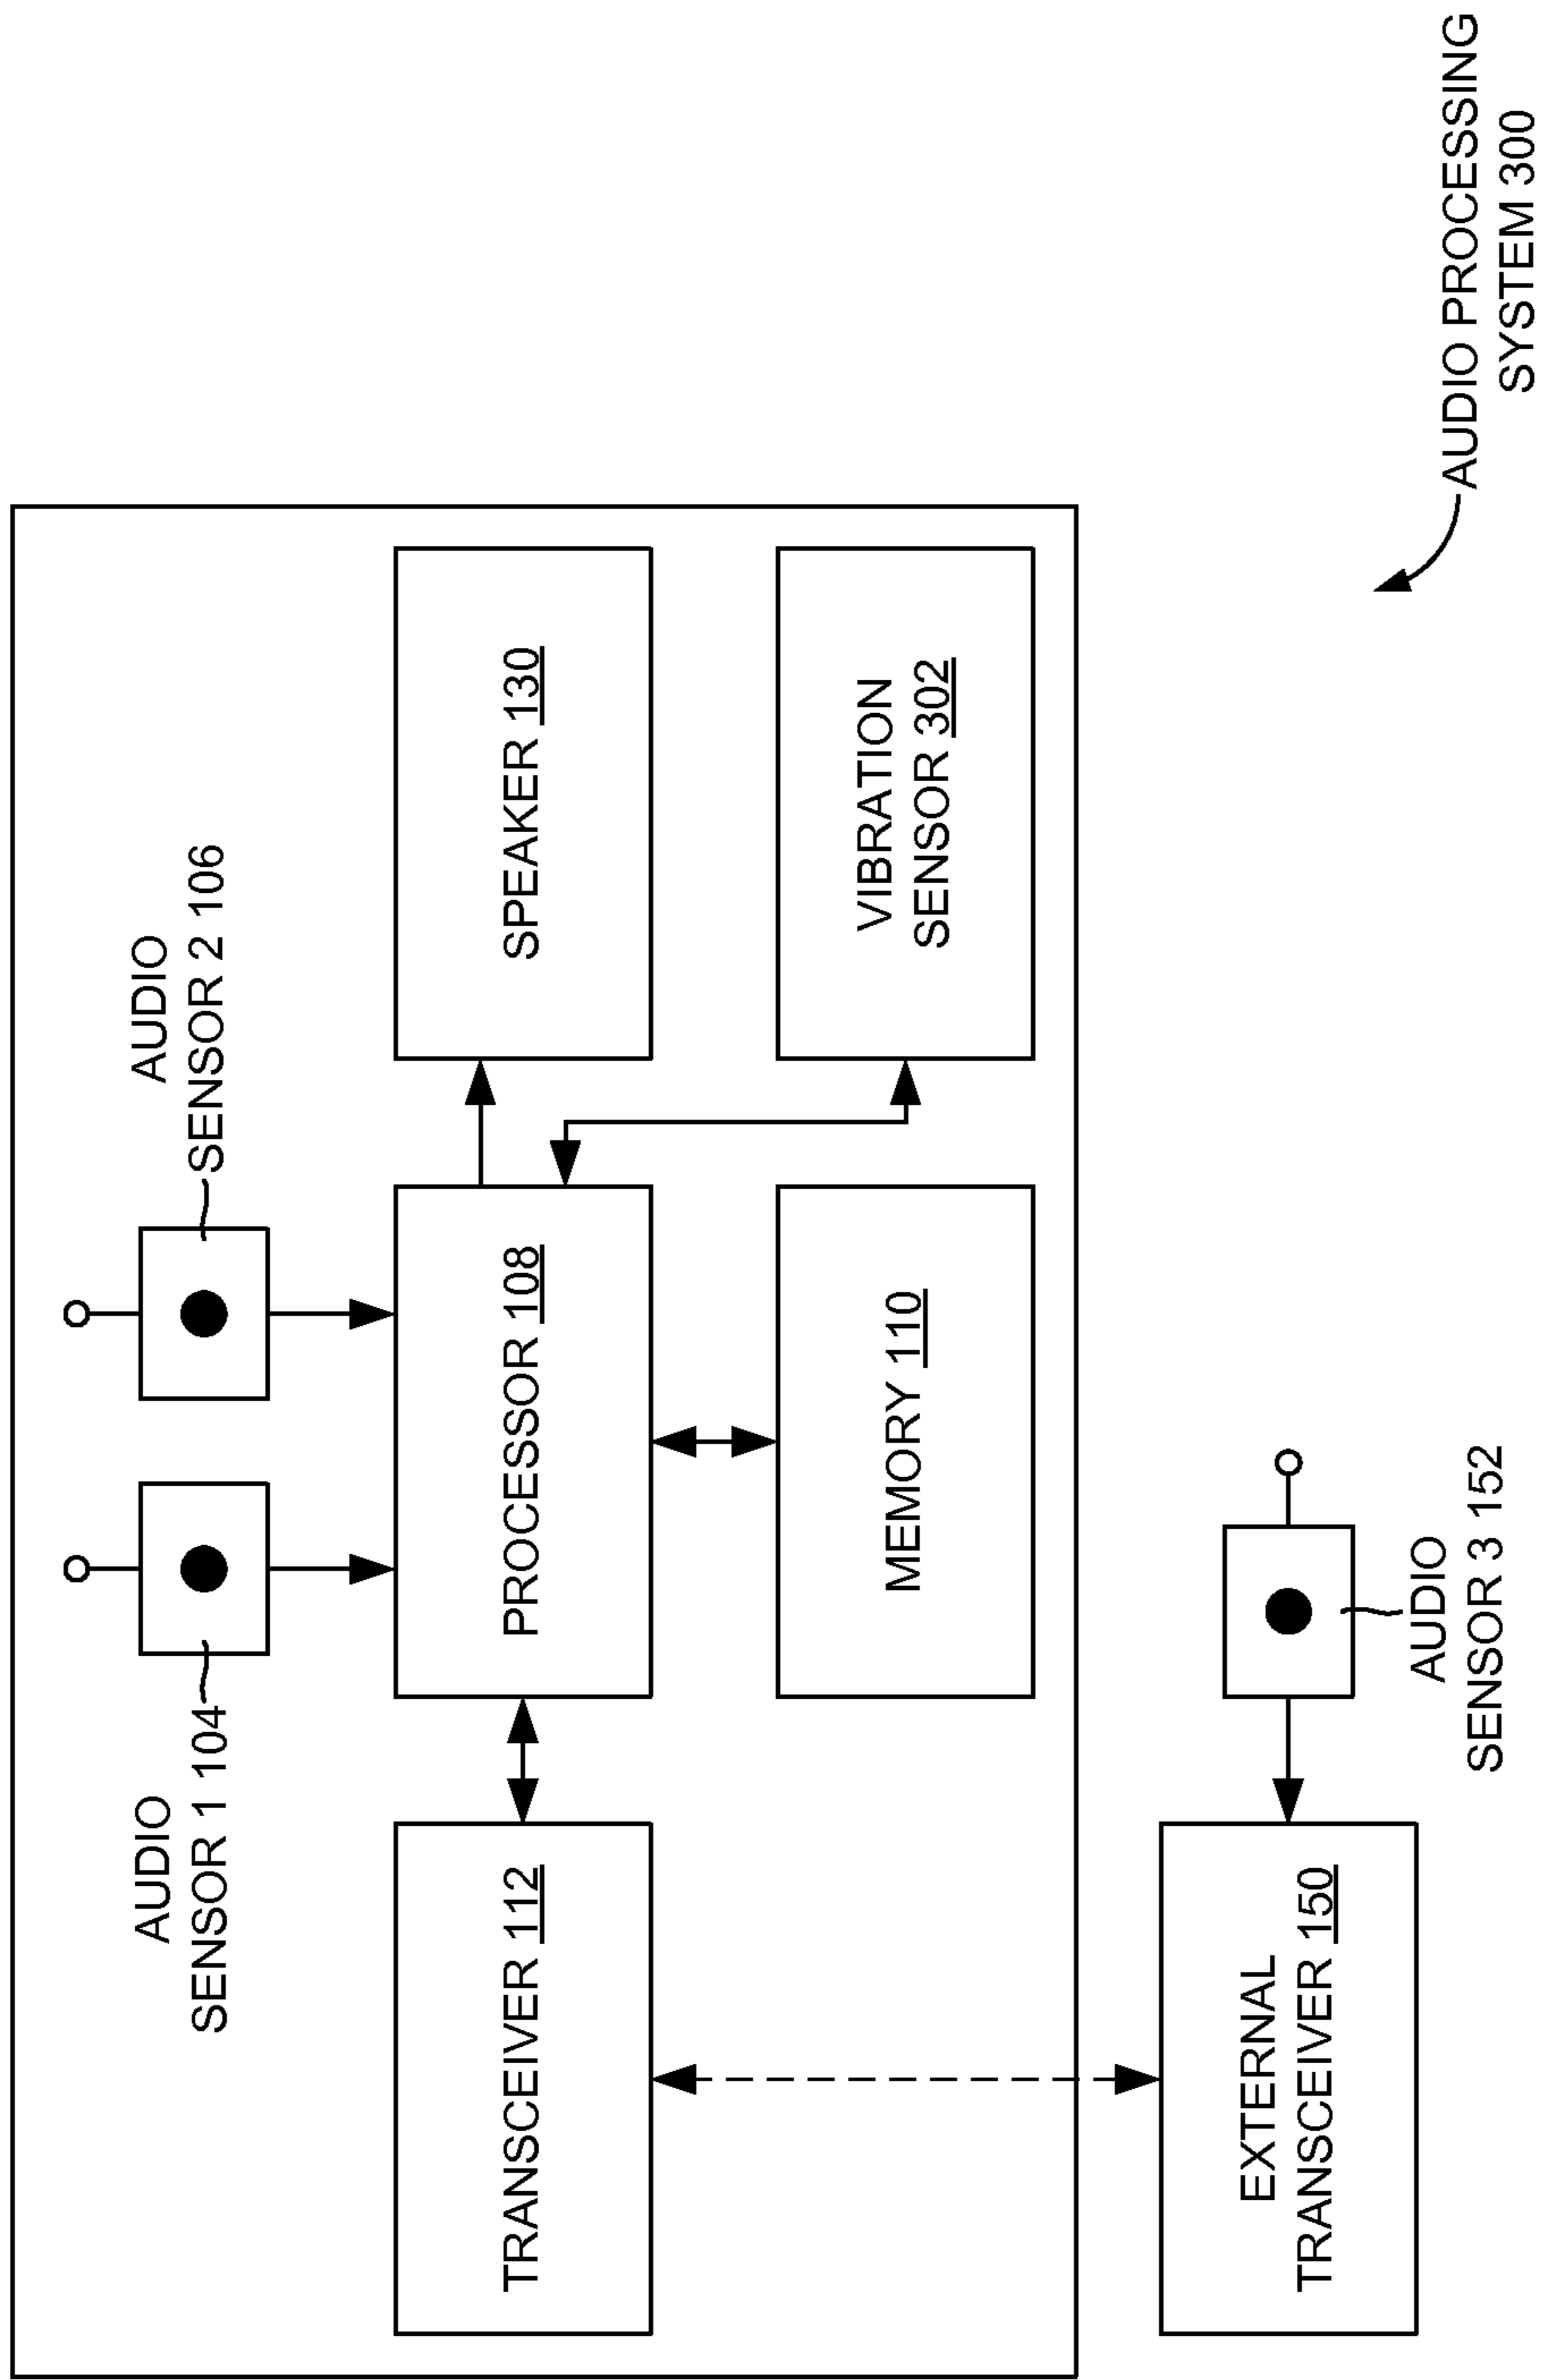 AUDIO
SENSOR 1 104
AUDIO
SENSOR 2 106
TRANSCEIVER 112
PROCESSOR 108
SPEAKER 130
MEMORY 110
VIBRATION
SENSOR 302
EXTERNAL
TRANSCEIVER 150
AUDIO
SENSOR 3 152
AUDIO PROCESSING
SYSTEM 300